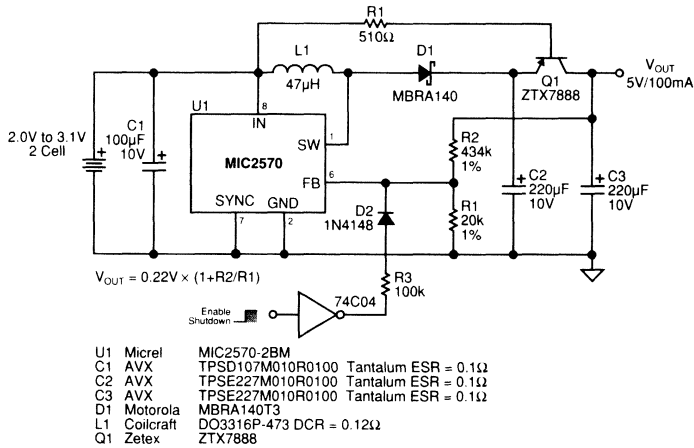 R1
510Ω
L1
47µH
D1
MBRA140
Q1
ZTX7888
VOUT
5V/100mA
U1
8
IN
2.0V to 3.1V
2 Cell
C1
100µF
10V
MIC2570
SW
1
FB
6
SYNC
GND
7
2
R2
434k
1%
R1
20k
1%
D2
1N4148
C2
220µF
10V
C3
220µF
10V
VOUT = 0.22V × (1+R2/R1)
R3
100k
Enable
Shutdown
74C04
U1 Micrel MIC2570-2BM
C1 AVX TPSD107M010R0100 Tantalum ESR = 0.1Ω
C2 AVX TPSE227M010R0100 Tantalum ESR = 0.1Ω
C3 AVX TPSE227M010R0100 Tantalum ESR = 0.1Ω
D1 Motorola MBRA140T3
L1 Coilcraft DO3316P-473 DCR = 0.12Ω
Q1 Zetex ZTX7888